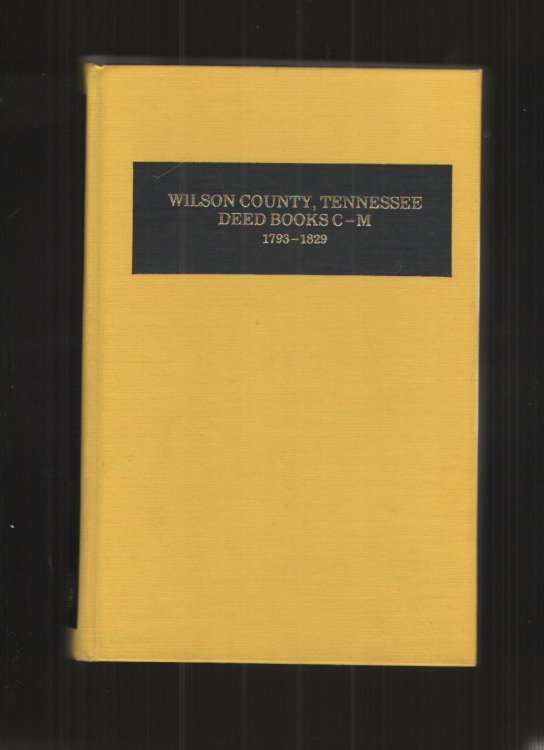 WILSON COUNTY, TENNESSEE
DEED BOOKS C–M
1793–1829